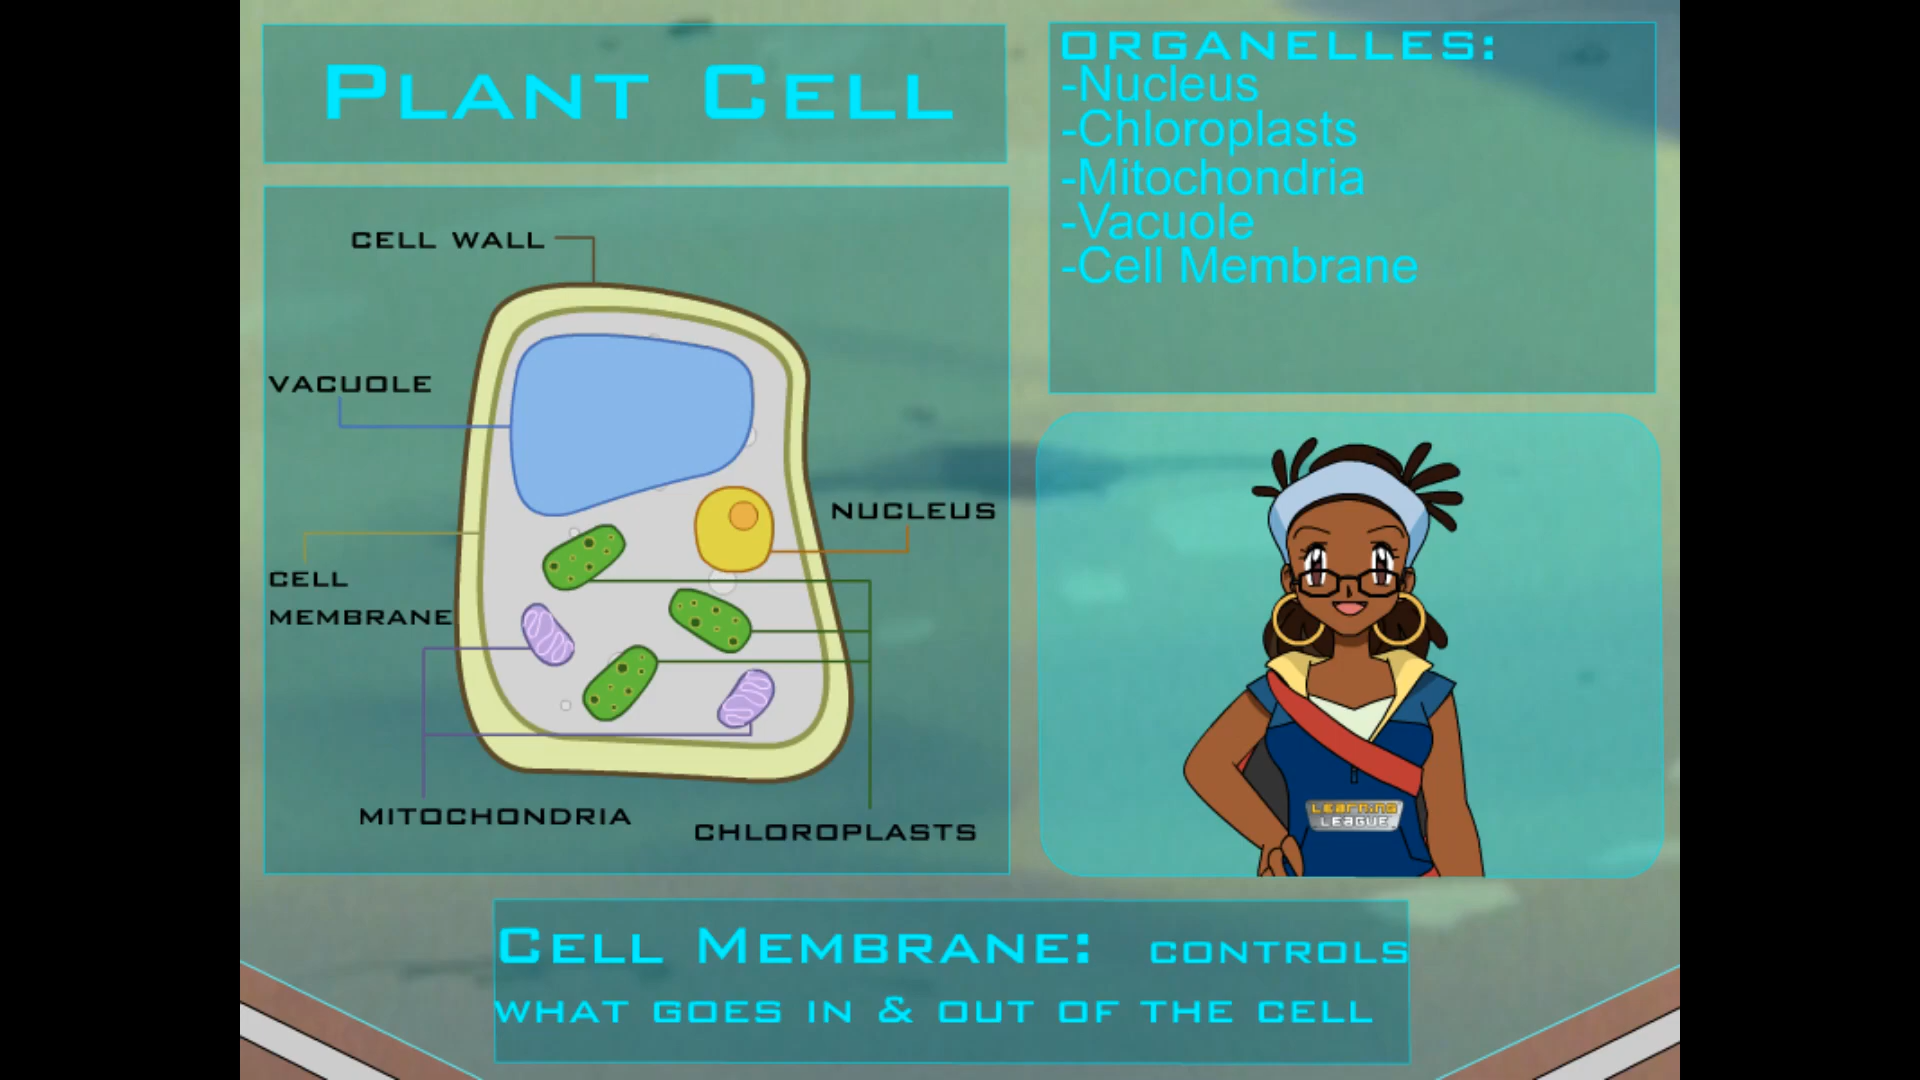 PLANT CELL
ORGANELLES:
-Nucleus
-Chloroplasts
-Mitochondria
-Vacuole
-Cell Membrane
CELL WALL
VACUOLE
NUCLEUS
CELL
MEMBRANE
MITOCHONDRIA
CHLOROPLASTS
LEARNING
LEAGUE
CELL MEMBRANE: CONTROLS
WHAT GOES IN & OUT OF THE CELL